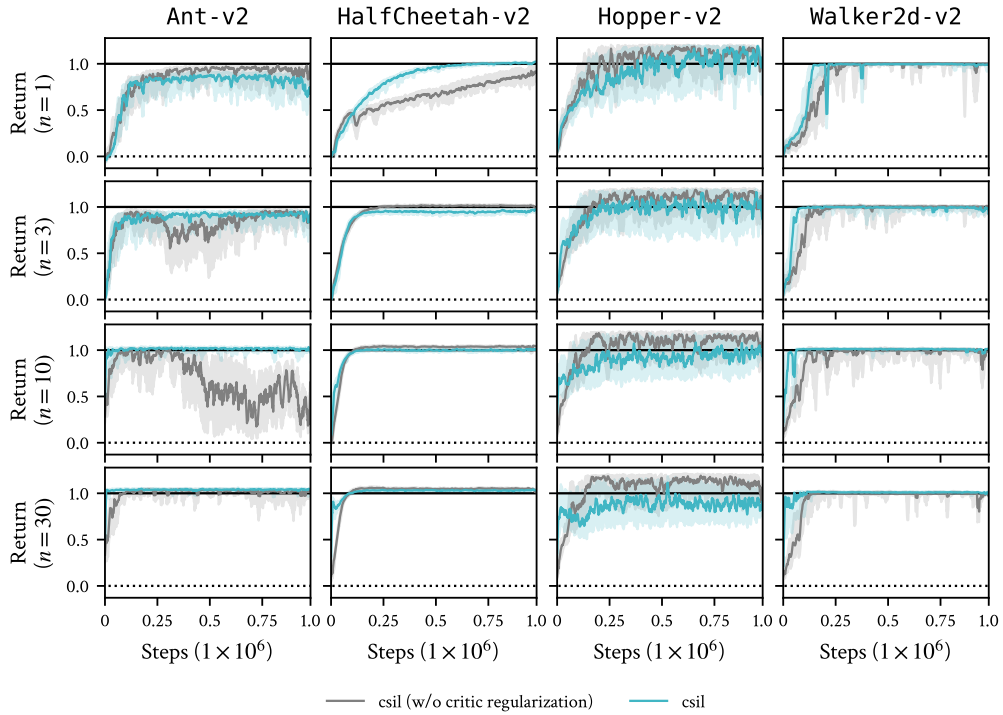 Ant-v2 HalfCheetah-v2 Hopper-v2 Walker2d-v2
Return
(n = 1)
1.0
0.5
0.0
Return
(n = 3)
1.0
0.5
0.0
Return
(n = 10)
1.0
0.5
0.0
Return
(n = 30)
1.0
0.5
0.0
0 0.25 0.5 0.75 1.0 0 0.25 0.5 0.75 1.0 0 0.25 0.5 0.75 1.0 0 0.25 0.5 0.75 1.0
Steps (1 × 10⁶) Steps (1 × 10⁶) Steps (1 × 10⁶) Steps (1 × 10⁶)
csil (w/o critic regularization) csil